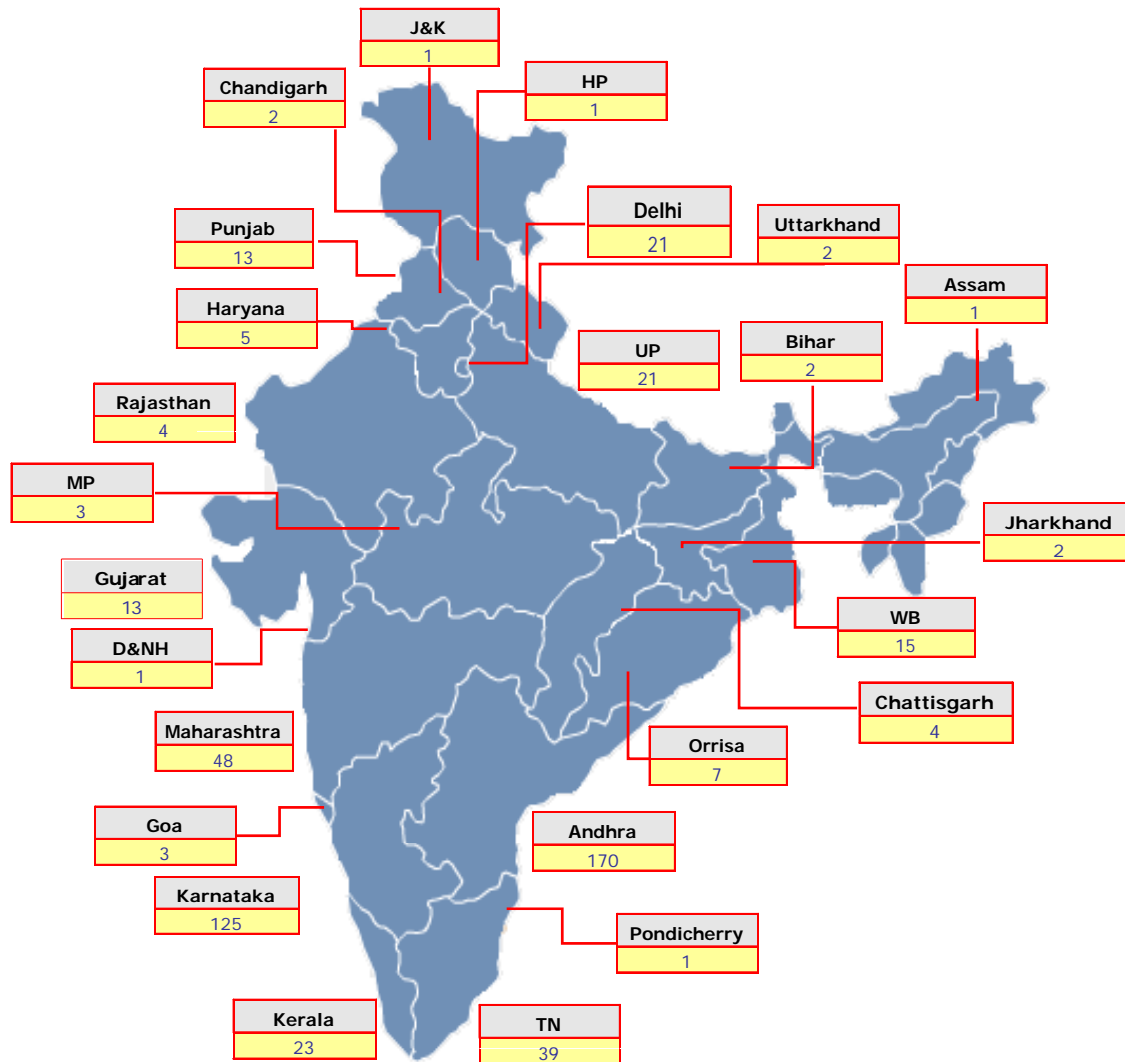 J&K
1
Chandigarh
2
HP
1
Delhi
21
Punjab
13
Uttarkhand
2
Haryana
5
Assam
1
UP
21
Bihar
2
Rajasthan
4
MP
3
Jharkhand
2
Gujarat
13
WB
15
D&NH
1
Chattisgarh
4
Maharashtra
48
Orrisa
7
Goa
3
Andhra
170
Karnataka
125
Pondicherry
1
Kerala
23
TN
39